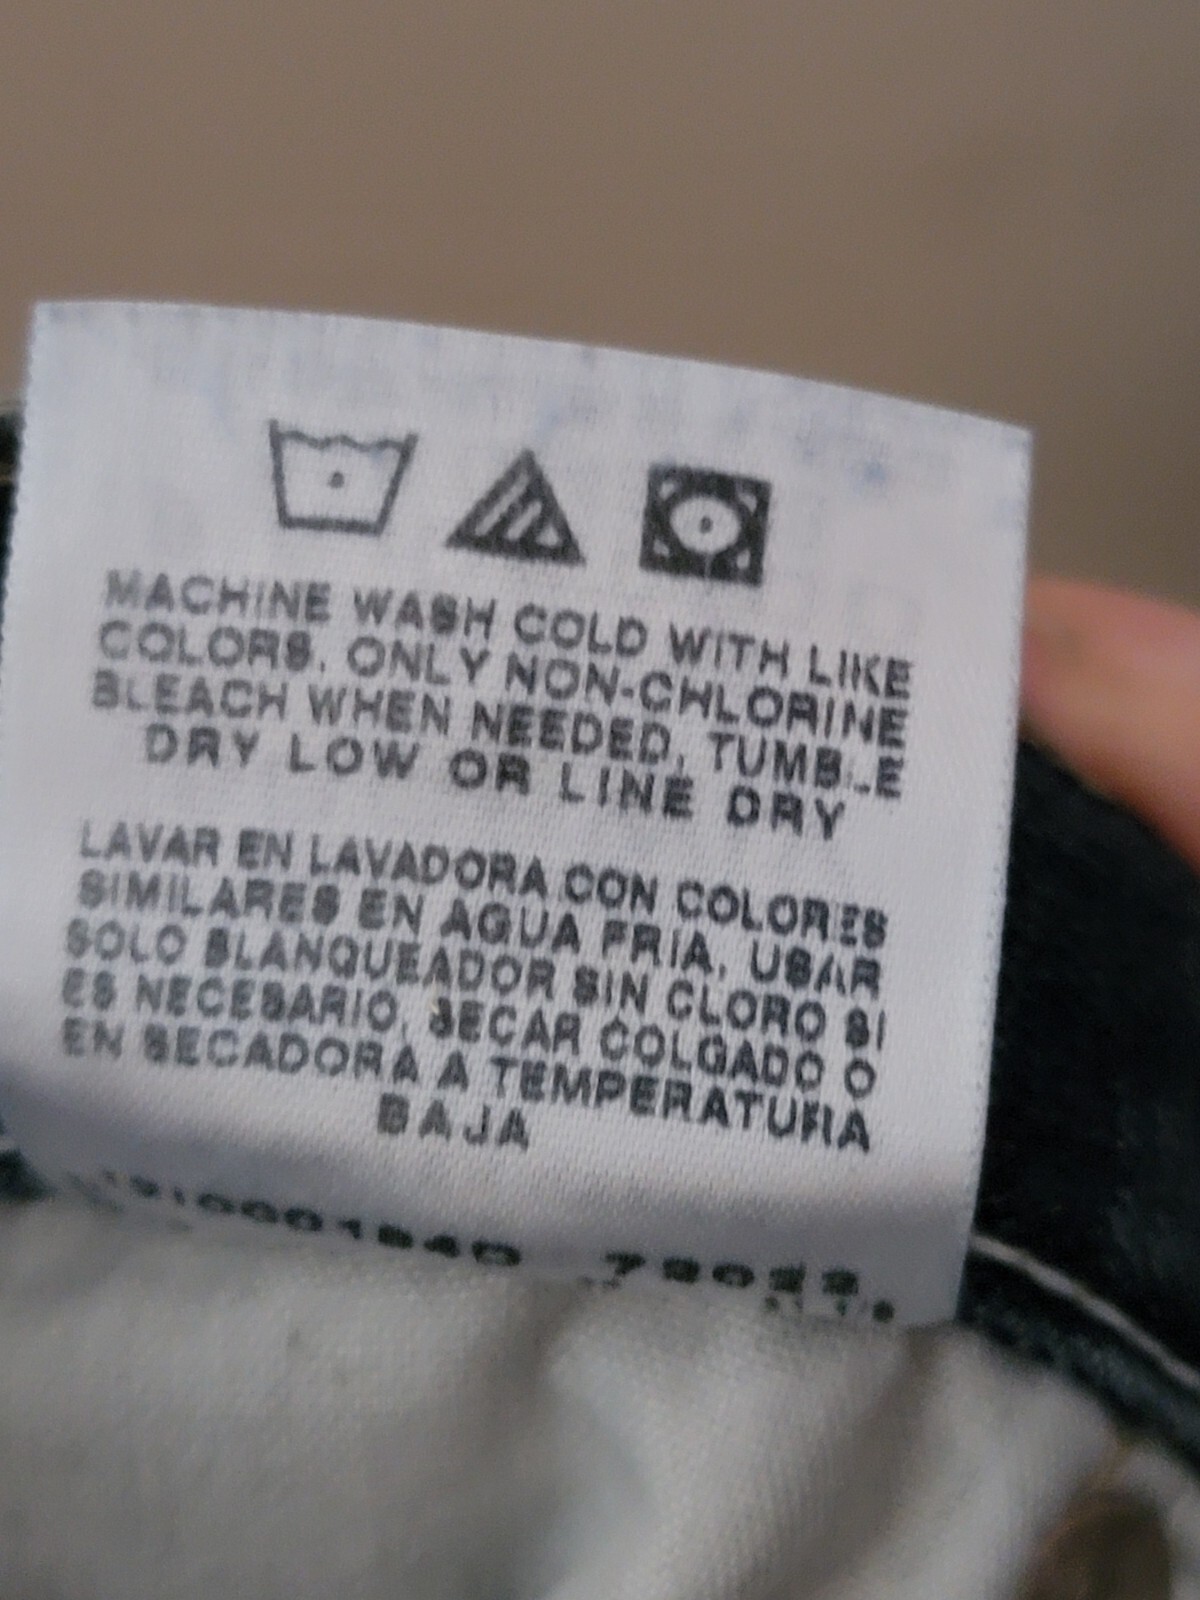 MACHINE WASH COLD WITH LIKE
COLORS, ONLY NON-CHLORINE
BLEACH WHEN NEEDED, TUMBLE
DRY LOW OR LINE DRY
LAVAR EN LAVADORA CON COLORES
SIMILARES EN AGUA FRIA, USAR
SOLO BLANQUEADOR SIN CLORO SI
ES NECESARIO, SECAR COLGADO O
EN SECADORA A TEMPERATURA
BAJA